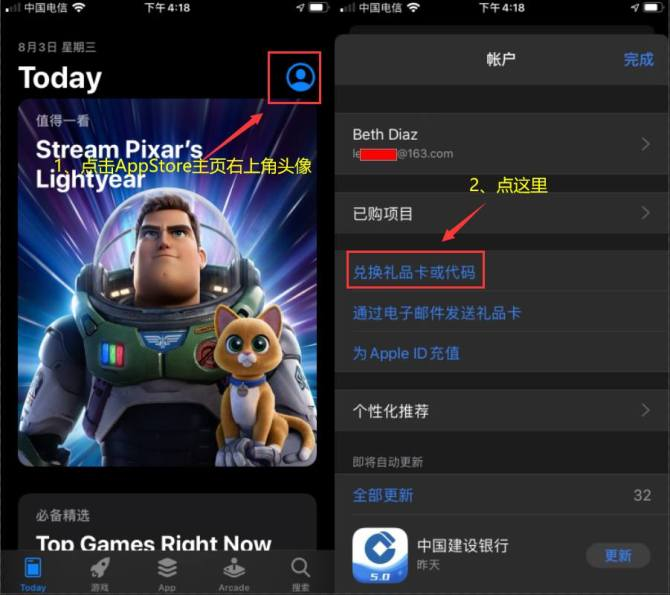 中国电信
下午4:18
8月3日 星期三
Today
值得一看
Stream Pixar's
Lightyear
1、点击AppStore主页右上角头像
必备精选
Top Games Right Now
Today
游戏
App
Arcade
搜索
中国电信
下午4:18
帐户
完成
Beth Diaz
le
@163.com
已购项目
2、点这里
兑换礼品卡或代码
通过电子邮件发送礼品卡
为 Apple ID 充值
个性化推荐
即将自动更新
全部更新
32
5.0
中国建设银行
昨天
更新